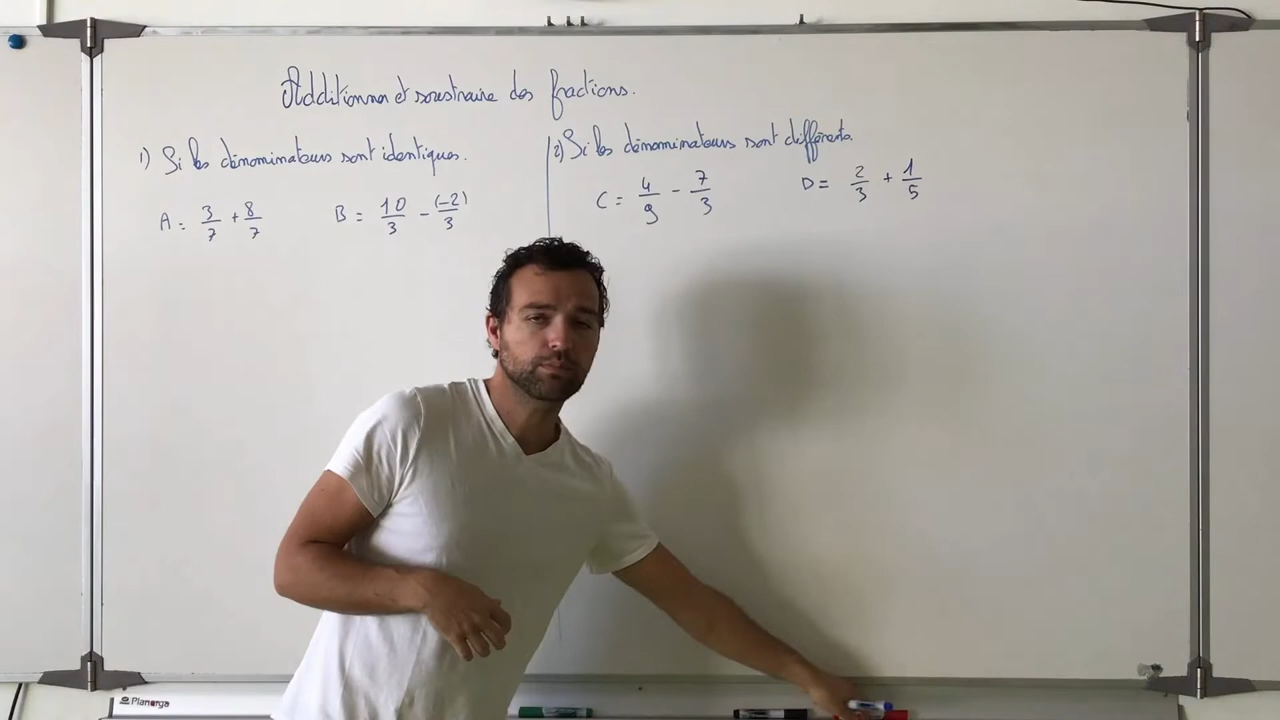 Additionner et soustraire des fractions.
1) Si les dénominateurs sont identiques.
A = 3/7 + 8/7
B = 10/3 - (-2)/3
2) Si les dénominateurs sont différents.
C = 4/9 - 7/3
D = 2/3 + 1/5
Planorga